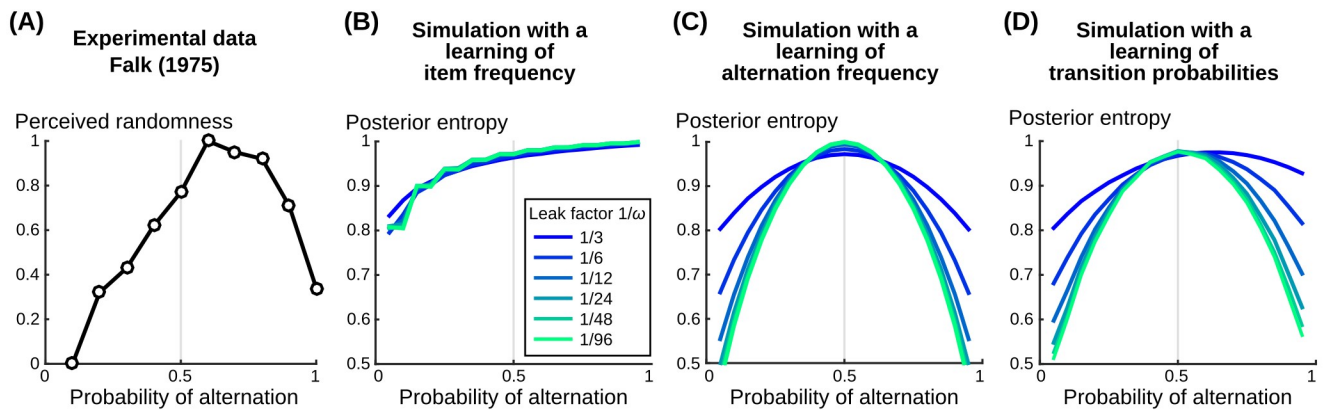 (A)
Experimental data
Falk (1975)
Perceived randomness
1
0.8
0.6
0.4
0.2
0
0
0.5
1
Probability of alternation
(B)
Simulation with a
learning of
item frequency
Posterior entropy
1
0.9
0.8
0.7
0.6
0.5
0
0.5
1
Probability of alternation
Leak factor 1/ω
1/3
1/6
1/12
1/24
1/48
1/96
(C)
Simulation with a
learning of
alternation frequency
Posterior entropy
1
0.9
0.8
0.7
0.6
0.5
0
0.5
1
Probability of alternation
(D)
Simulation with a
learning of
transition probabilities
Posterior entropy
1
0.9
0.8
0.7
0.6
0.5
0
0.5
1
Probability of alternation